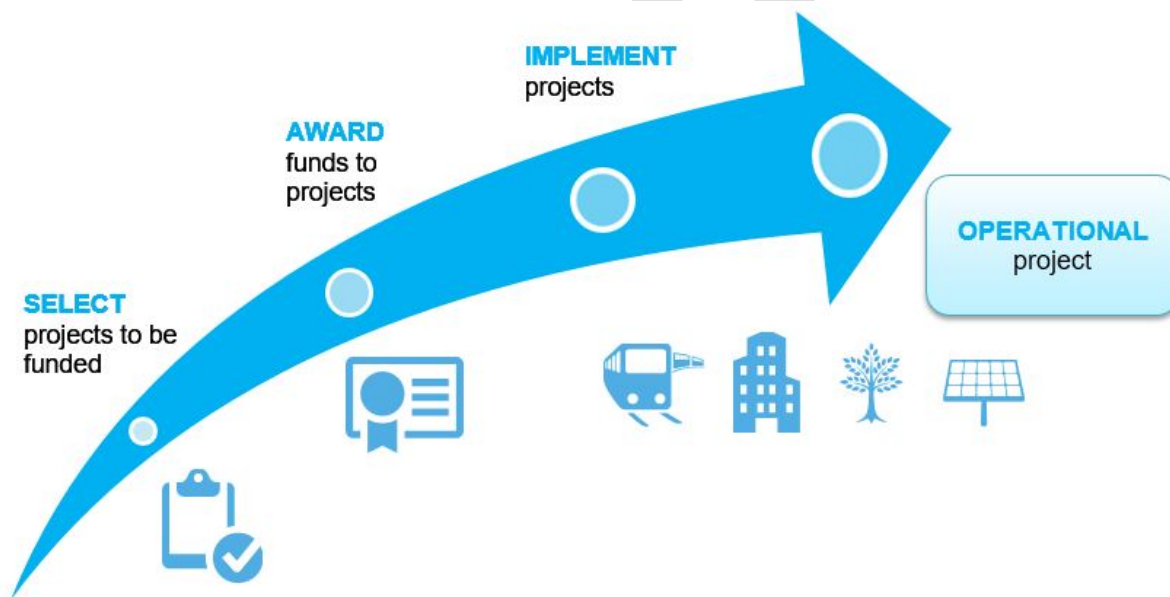 SELECT
projects to be
funded
AWARD
funds to
projects
IMPLEMENT
projects
OPERATIONAL
project